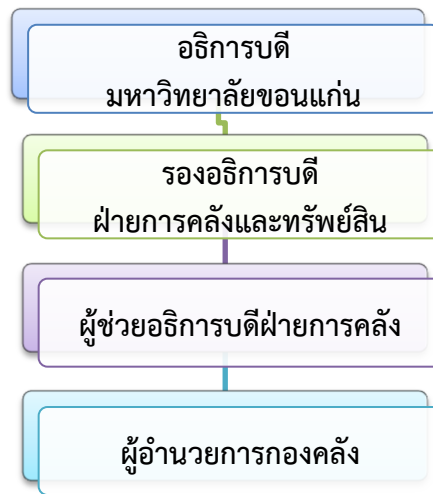 อธิการบดี
มหาวิทยาลัยขอนแก่น
รองอธิการบดี
ฝ่ายการคลังและทรัพย์สิน
ผู้ช่วยอธิการบดีฝ่ายการคลัง
ผู้อำนวยการกองคลัง